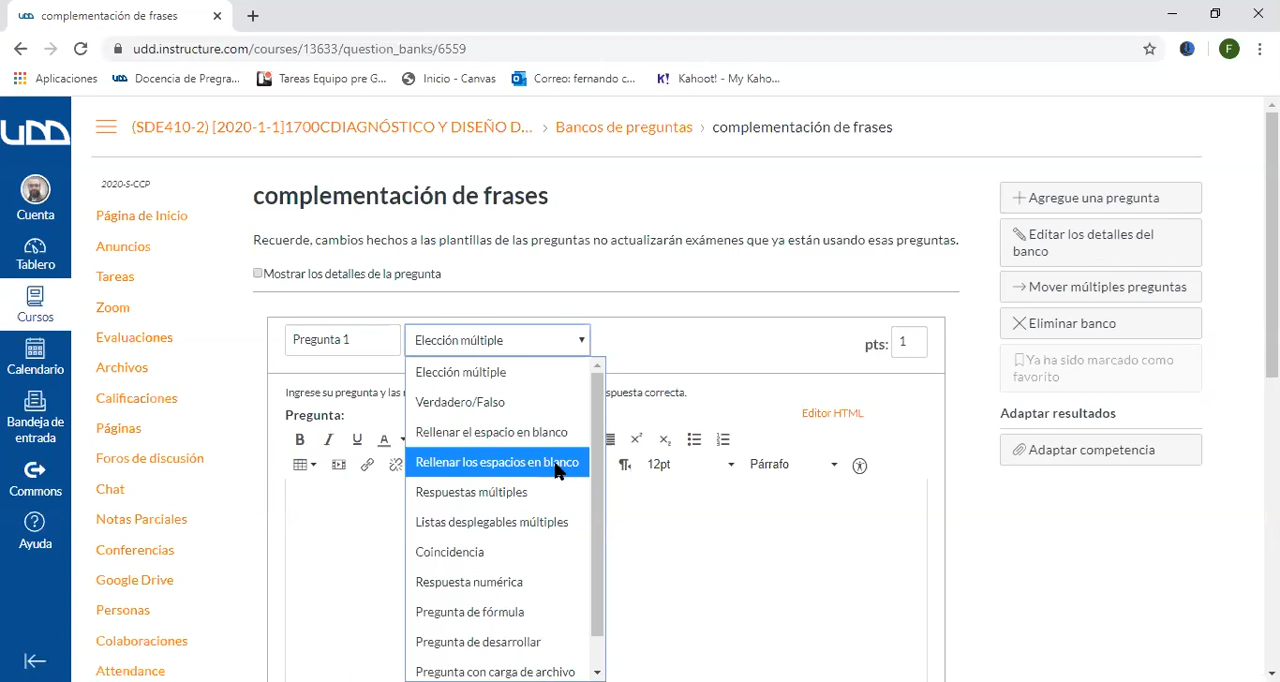 udd complementación de frases
udd.instructure.com/courses/13633/question_banks/6559
F
Aplicaciones udd Docencia de Pregra... Tareas Equipo pre G... Inicio - Canvas Correo: fernando c... K! Kahoot! - My Kaho...
udd
(SDE410-2) [2020-1-1]1700CDIAGNÓSTICO Y DISEÑO D... › Bancos de preguntas › complementación de frases
Cuenta
Tablero
Cursos
Calendario
Bandeja de
entrada
Commons
Ayuda
2020-S-CCP
Página de Inicio
Anuncios
Tareas
Zoom
Evaluaciones
Archivos
Calificaciones
Páginas
Foros de discusión
Chat
Notas Parciales
Conferencias
Google Drive
Personas
Colaboraciones
Attendance
complementación de frases
Recuerde, cambios hechos a las plantillas de las preguntas no actualizarán exámenes que ya están usando esas preguntas.
Mostrar los detalles de la pregunta
Pregunta 1 Elección múltiple pts: 1
Ingrese su pregunta y las spuesta correcta.
Pregunta: Editor HTML
B I U A
12pt Párrafo
Elección múltiple
Verdadero/Falso
Rellenar el espacio en blanco
Rellenar los espacios en blanco
Respuestas múltiples
Listas desplegables múltiples
Coincidencia
Respuesta numérica
Pregunta de fórmula
Pregunta de desarrollar
Pregunta con carga de archivo
Agregue una pregunta
Editar los detalles del
banco
Mover múltiples preguntas
Eliminar banco
Ya ha sido marcado como
favorito
Adaptar resultados
Adaptar competencia